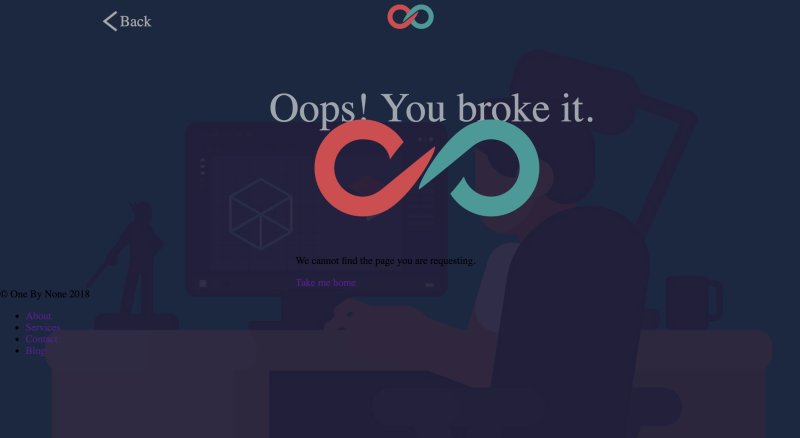 Back
Oops! You broke it.
We cannot find the page you are requesting.
Take me home
© One By None 2018
About
Services
Contact
Blog